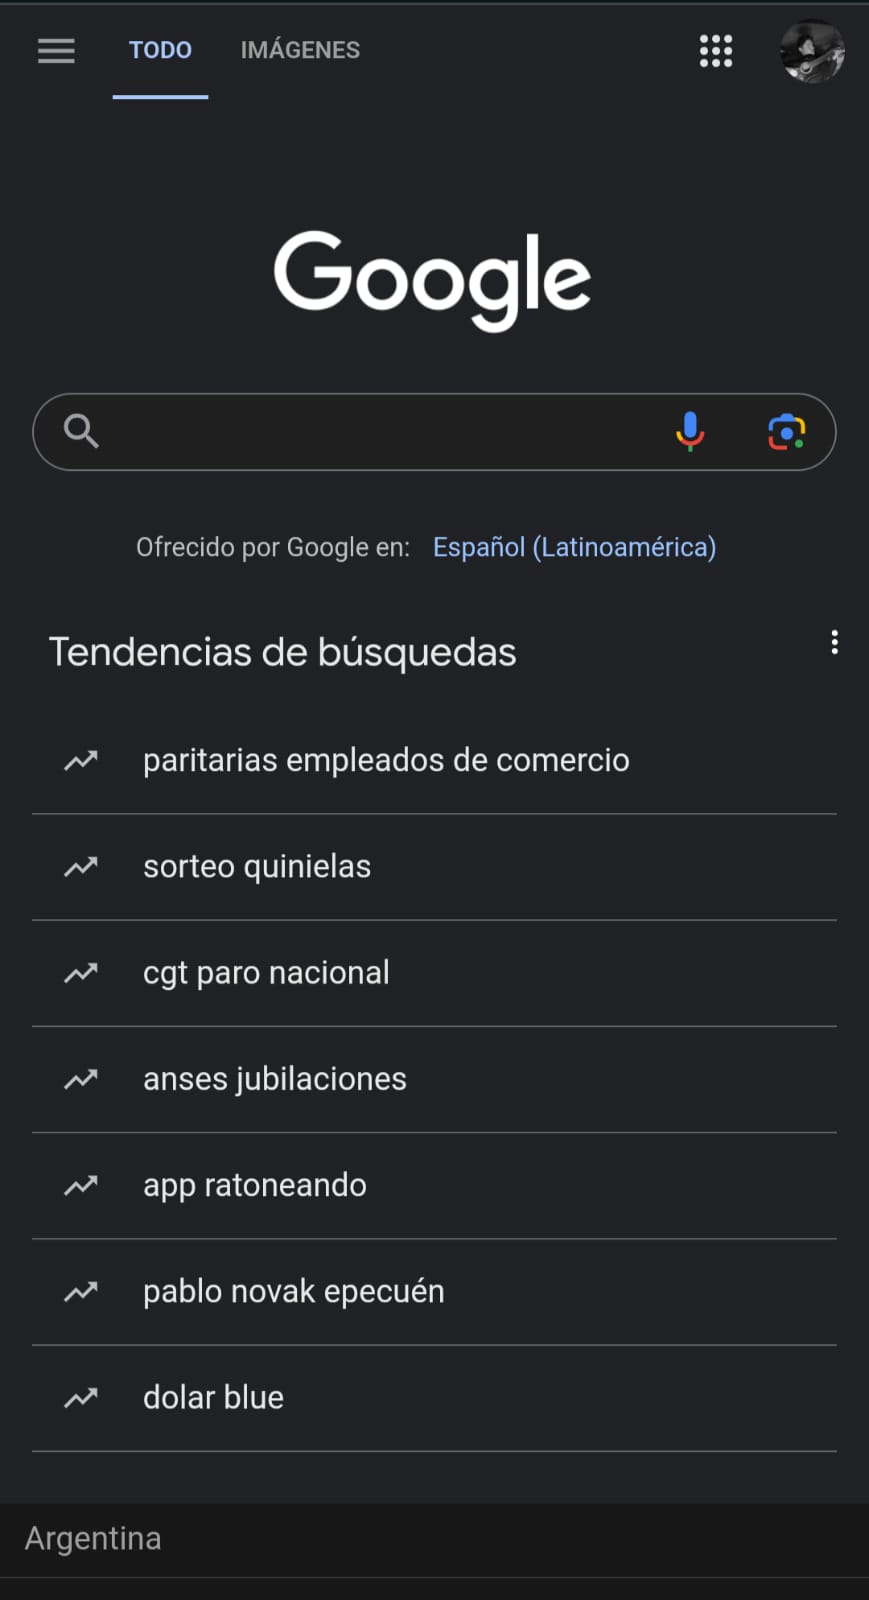 TODO IMÁGENES
Google
Ofrecido por Google en: Español (Latinoamérica)
Tendencias de búsquedas
paritarias empleados de comercio
sorteo quinielas
cgt paro nacional
anses jubilaciones
app ratoneando
pablo novak epecuén
dolar blue
Argentina